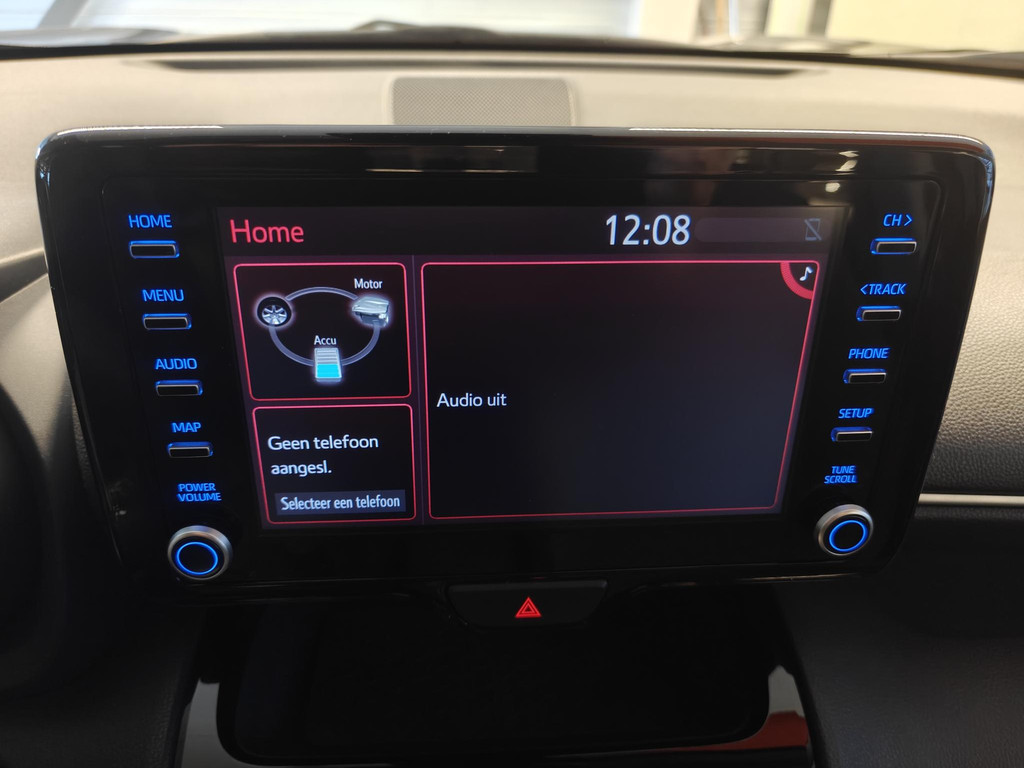 HOME
MENU
AUDIO
MAP
POWER
VOLUME
Home
12:08
Motor
Accu
Geen telefoon
aangesl.
Selecteer een telefoon
Audio uit
CH >
<TRACK
PHONE
SETUP
TUNE
SCROLL